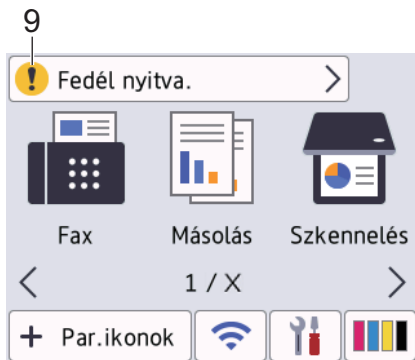 9
! Fedél nyitva.
Fax Másolás Szkennelés
1 / X
+ Par.ikonok